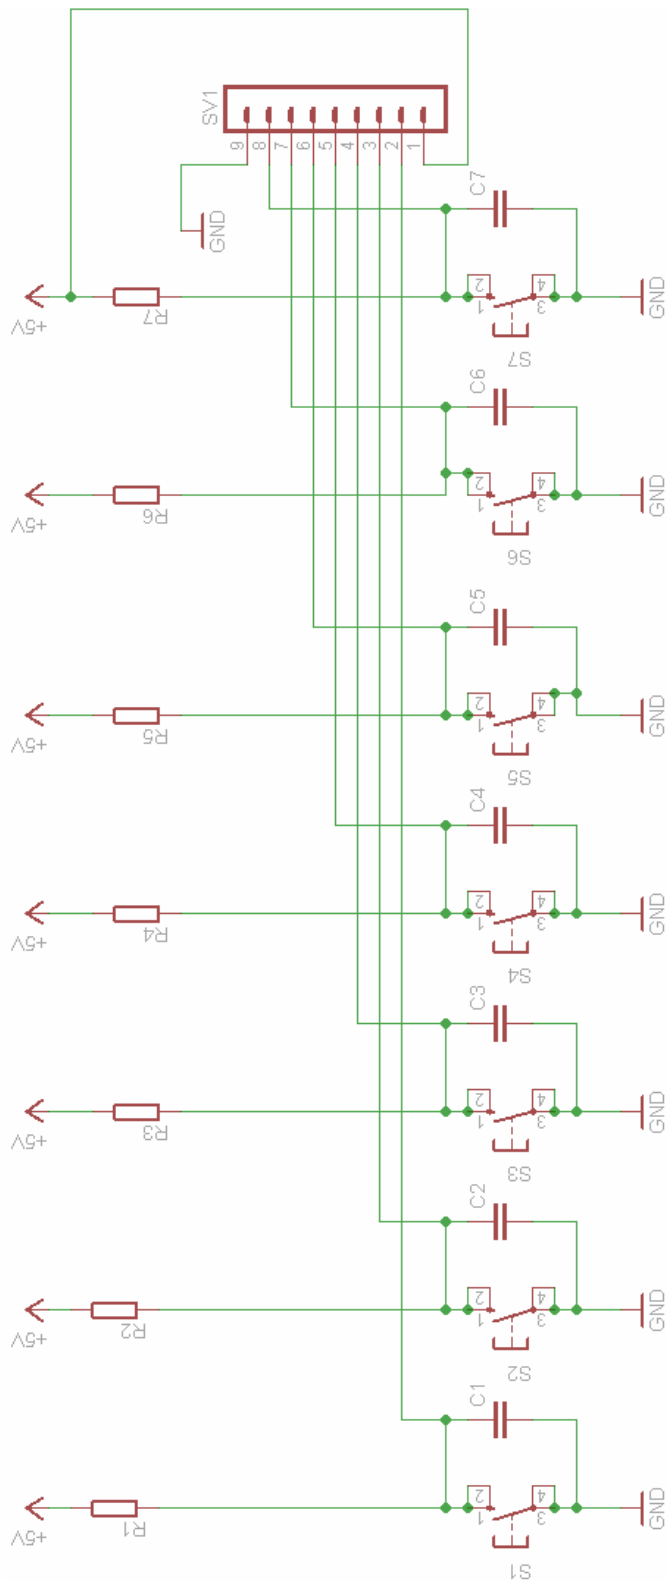 SV1
9
8
7
6
5
4
3
2
1
GND
C7
+5V
R7
2
1
4
3
S7
GND
C6
+5V
R6
2
1
4
3
S6
GND
C5
+5V
R5
2
1
4
3
S5
GND
C4
+5V
R4
2
1
4
3
S4
GND
C3
+5V
R3
2
1
4
3
S3
GND
C2
+5V
R2
2
1
4
3
S2
GND
C1
+5V
R1
2
1
4
3
S1
GND